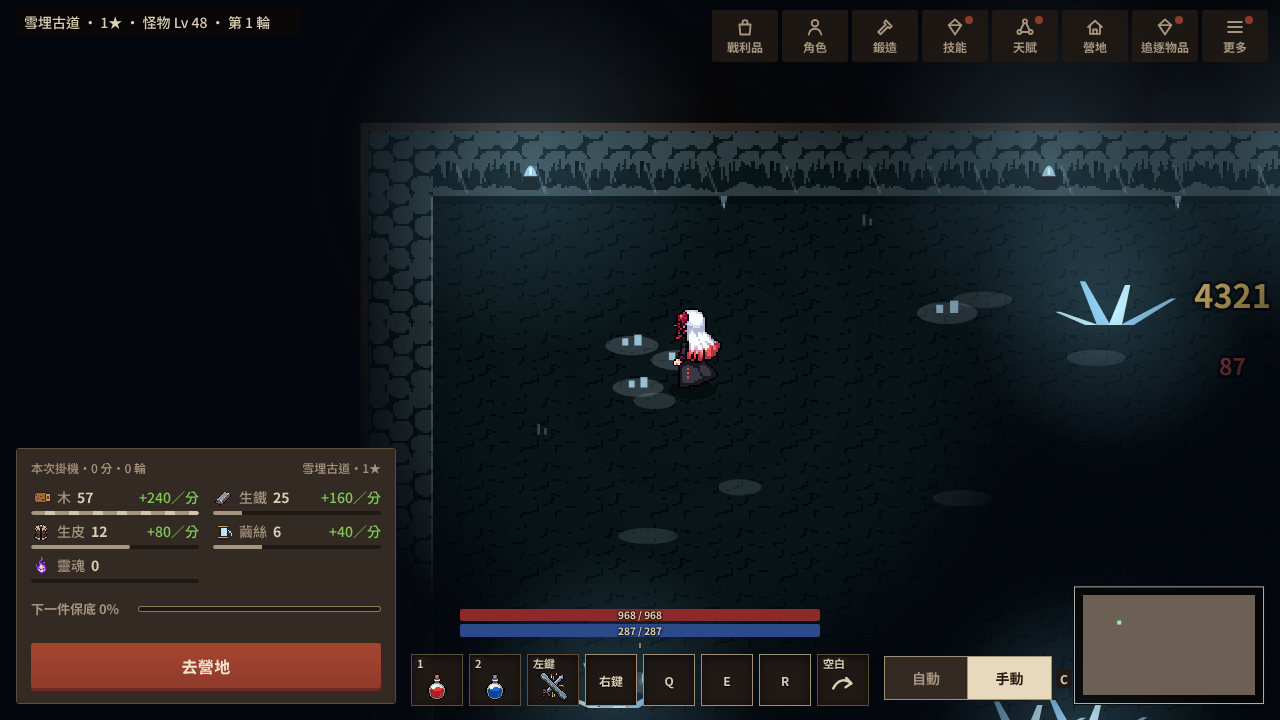 雪埋古道 · 1★ · 怪物 Lv 48 · 第 1 輪
戰利品
角色
鍛造
技能
天賦
營地
追逐物品
更多
4321
87
本次掛機 · 0 分 · 0 輪
雪埋古道 · 1★
木 57 +240/分
生鐵 25 +160/分
生皮 12 +80/分
繭絲 6 +40/分
靈魂 0
下一件保底 0%
去營地
968 / 968
287 / 287
1
2
左鍵
右鍵
Q
E
R
空白
自動
手動
C